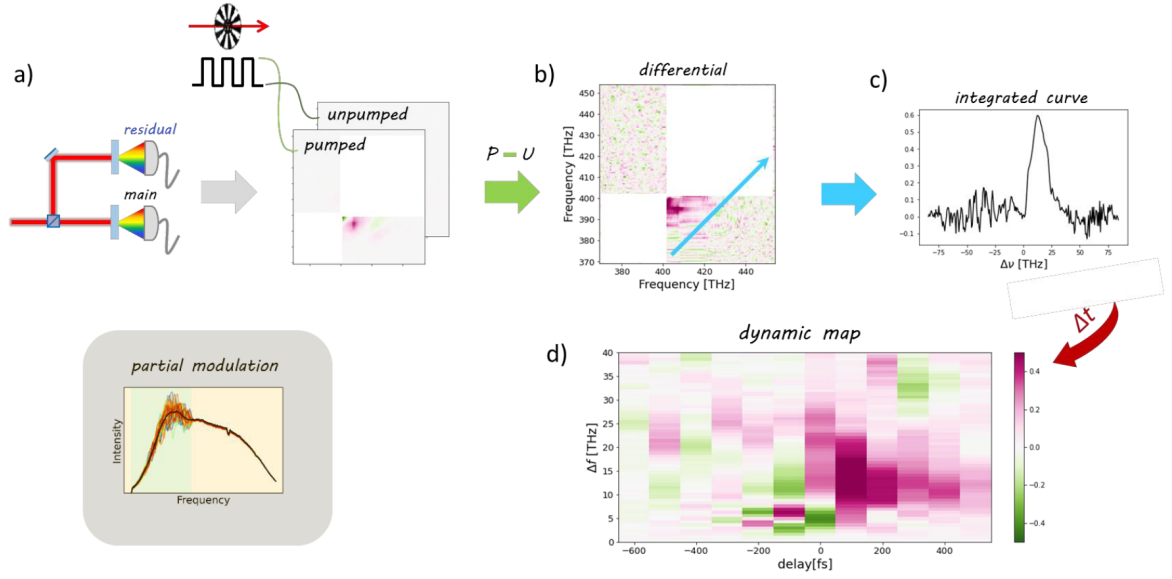 a)
residual
main
unpumped
pumped
P – U
b)
differential
Frequency [THz]
450
440
430
420
410
400
390
380
370
380
400
420
440
Frequency [THz]
c)
integrated curve
0.6
0.5
0.4
0.3
0.2
0.1
0.0
−0.1
−75
−50
−25
0
25
50
75
Δν [THz]
Δt
partial modulation
Intensity
Frequency
d)
dynamic map
Δf [THz]
40
35
30
25
20
15
10
5
0
−600
−400
−200
0
200
400
delay[fs]
0.4
0.2
0.0
−0.2
−0.4